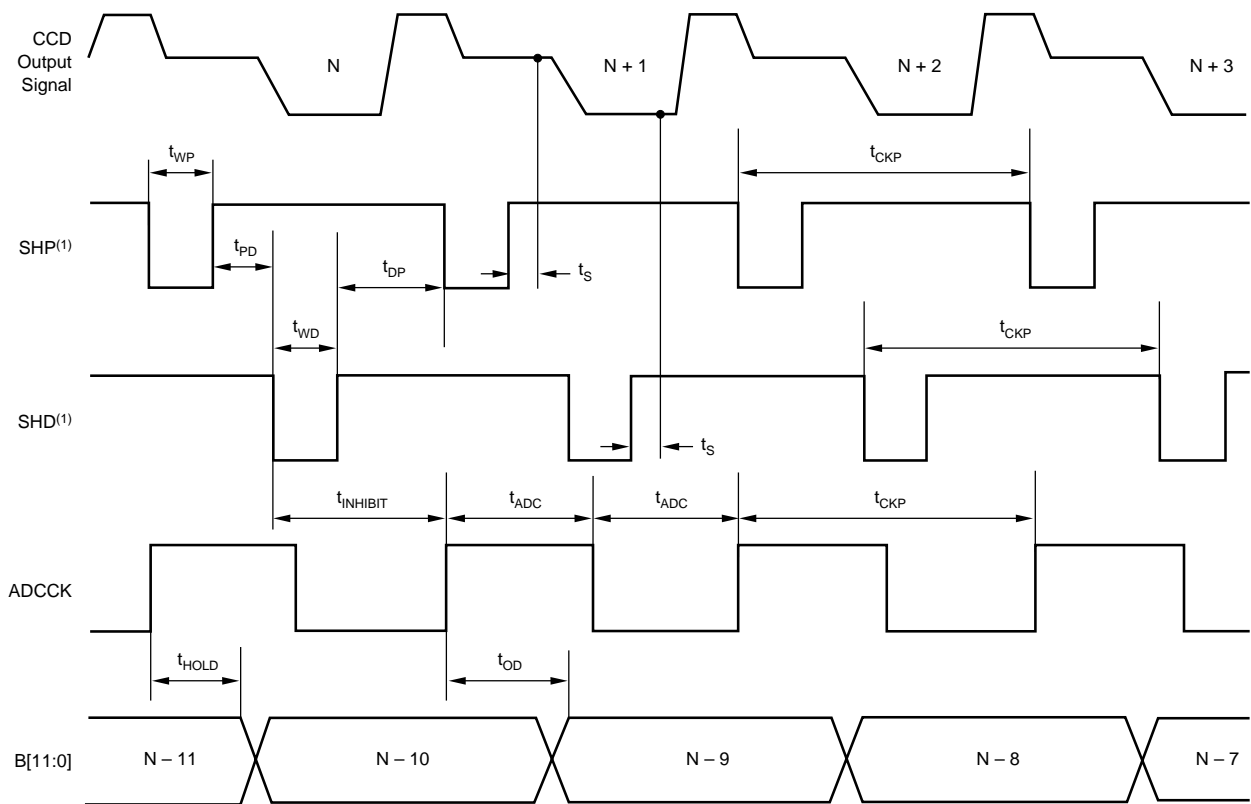 CCD
Output
Signal
N
N + 1
N + 2
N + 3
tWP
tCKP
SHP(1)
tPD
tDP
tS
tWD
tCKP
SHD(1)
tS
tINHIBIT
tADC
tADC
tCKP
ADCCK
tHOLD
tOD
B[11:0]
N – 11
N – 10
N – 9
N – 8
N – 7